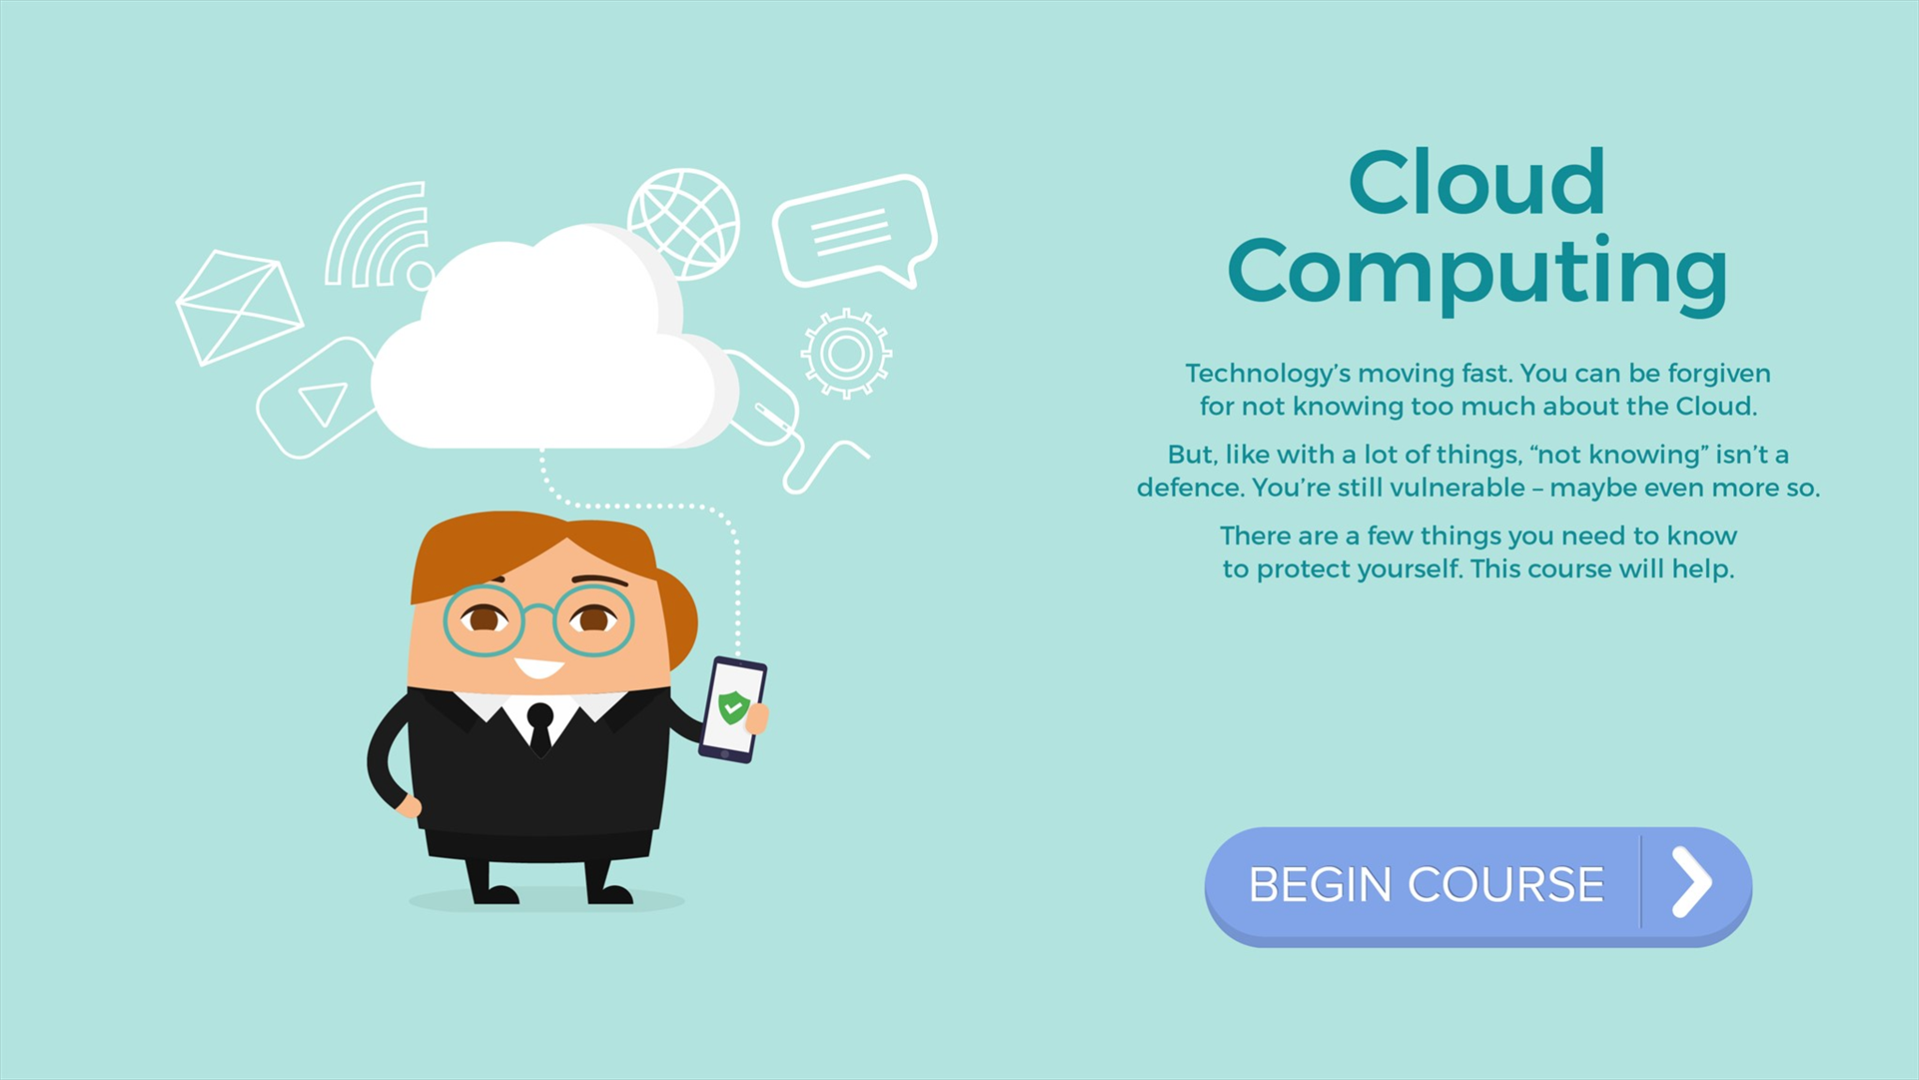 Cloud
Computing
Technology’s moving fast. You can be forgiven
for not knowing too much about the Cloud.
But, like with a lot of things, “not knowing” isn’t a
defence. You’re still vulnerable – maybe even more so.
There are a few things you need to know
to protect yourself. This course will help.
BEGIN COURSE